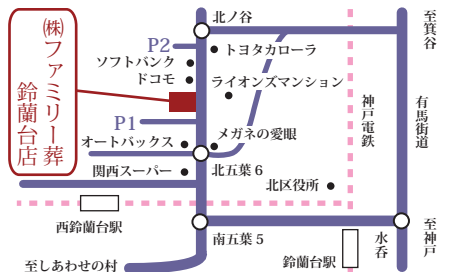 ㈱ファミリー葬
鈴蘭台店
北ノ谷
至箕谷
P2
トヨタカローラ
ソフトバンク
ドコモ
ライオンズマンション
神戸電鉄
有馬街道
P1
メガネの愛眼
オートバックス
関西スーパー
北五葉6
北区役所
西鈴蘭台駅
南五葉5
鈴蘭台駅
水呑
至神戸
至しあわせの村